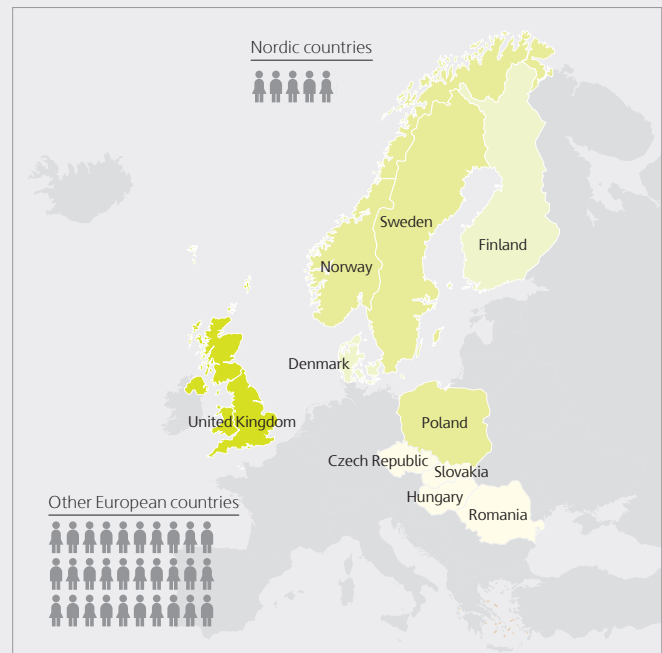 Nordic countries
Sweden
Finland
Norway
Denmark
United Kingdom
Poland
Czech Republic
Slovakia
Hungary
Romania
Other European countries